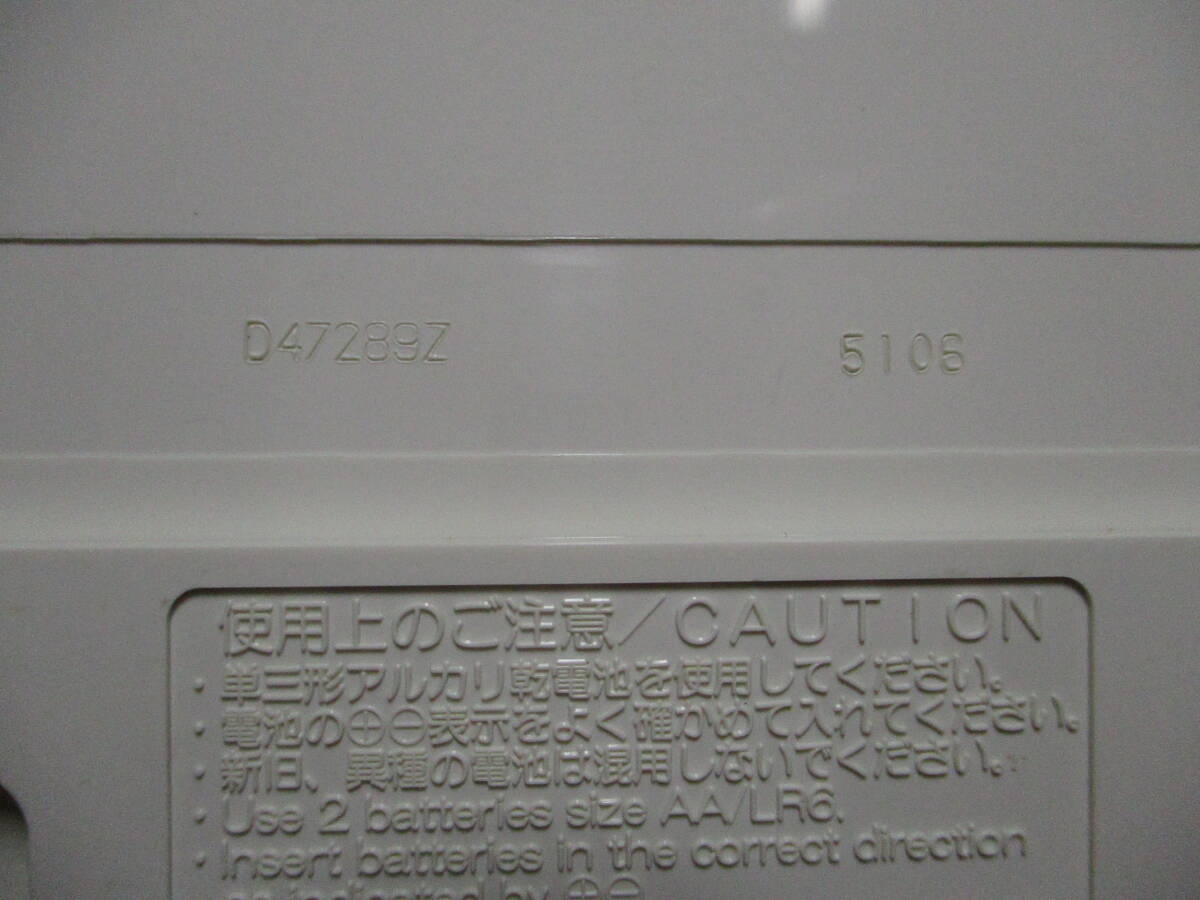 D47289Z 5106
使用上のご注意/CAUTION
・単三形アルカリ乾電池を使用してください。
・電池の⊕⊖表示をよく確かめて入れてください。
・新旧、異種の電池は混用しないでください。
・Use 2 batteries size AA/LR6.
・Insert batteries in the correct direction
as indicated by ⊕⊖